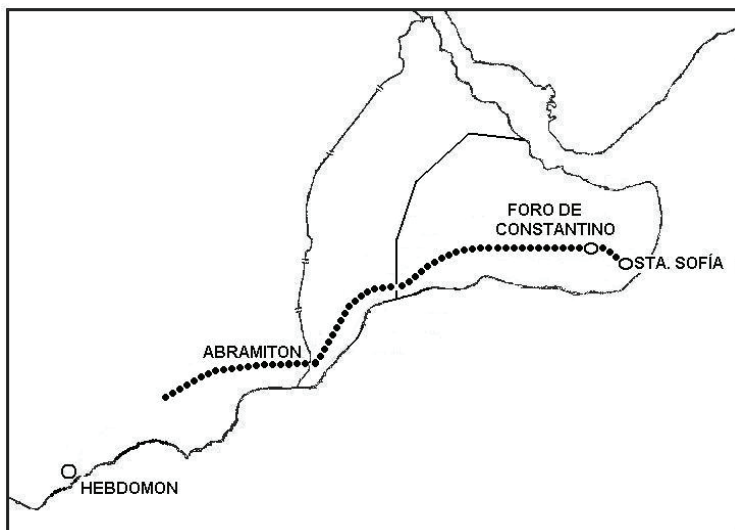 FORO DE
CONSTANTINO
STA. SOFÍA
ABRAMITON
HEBDOMON